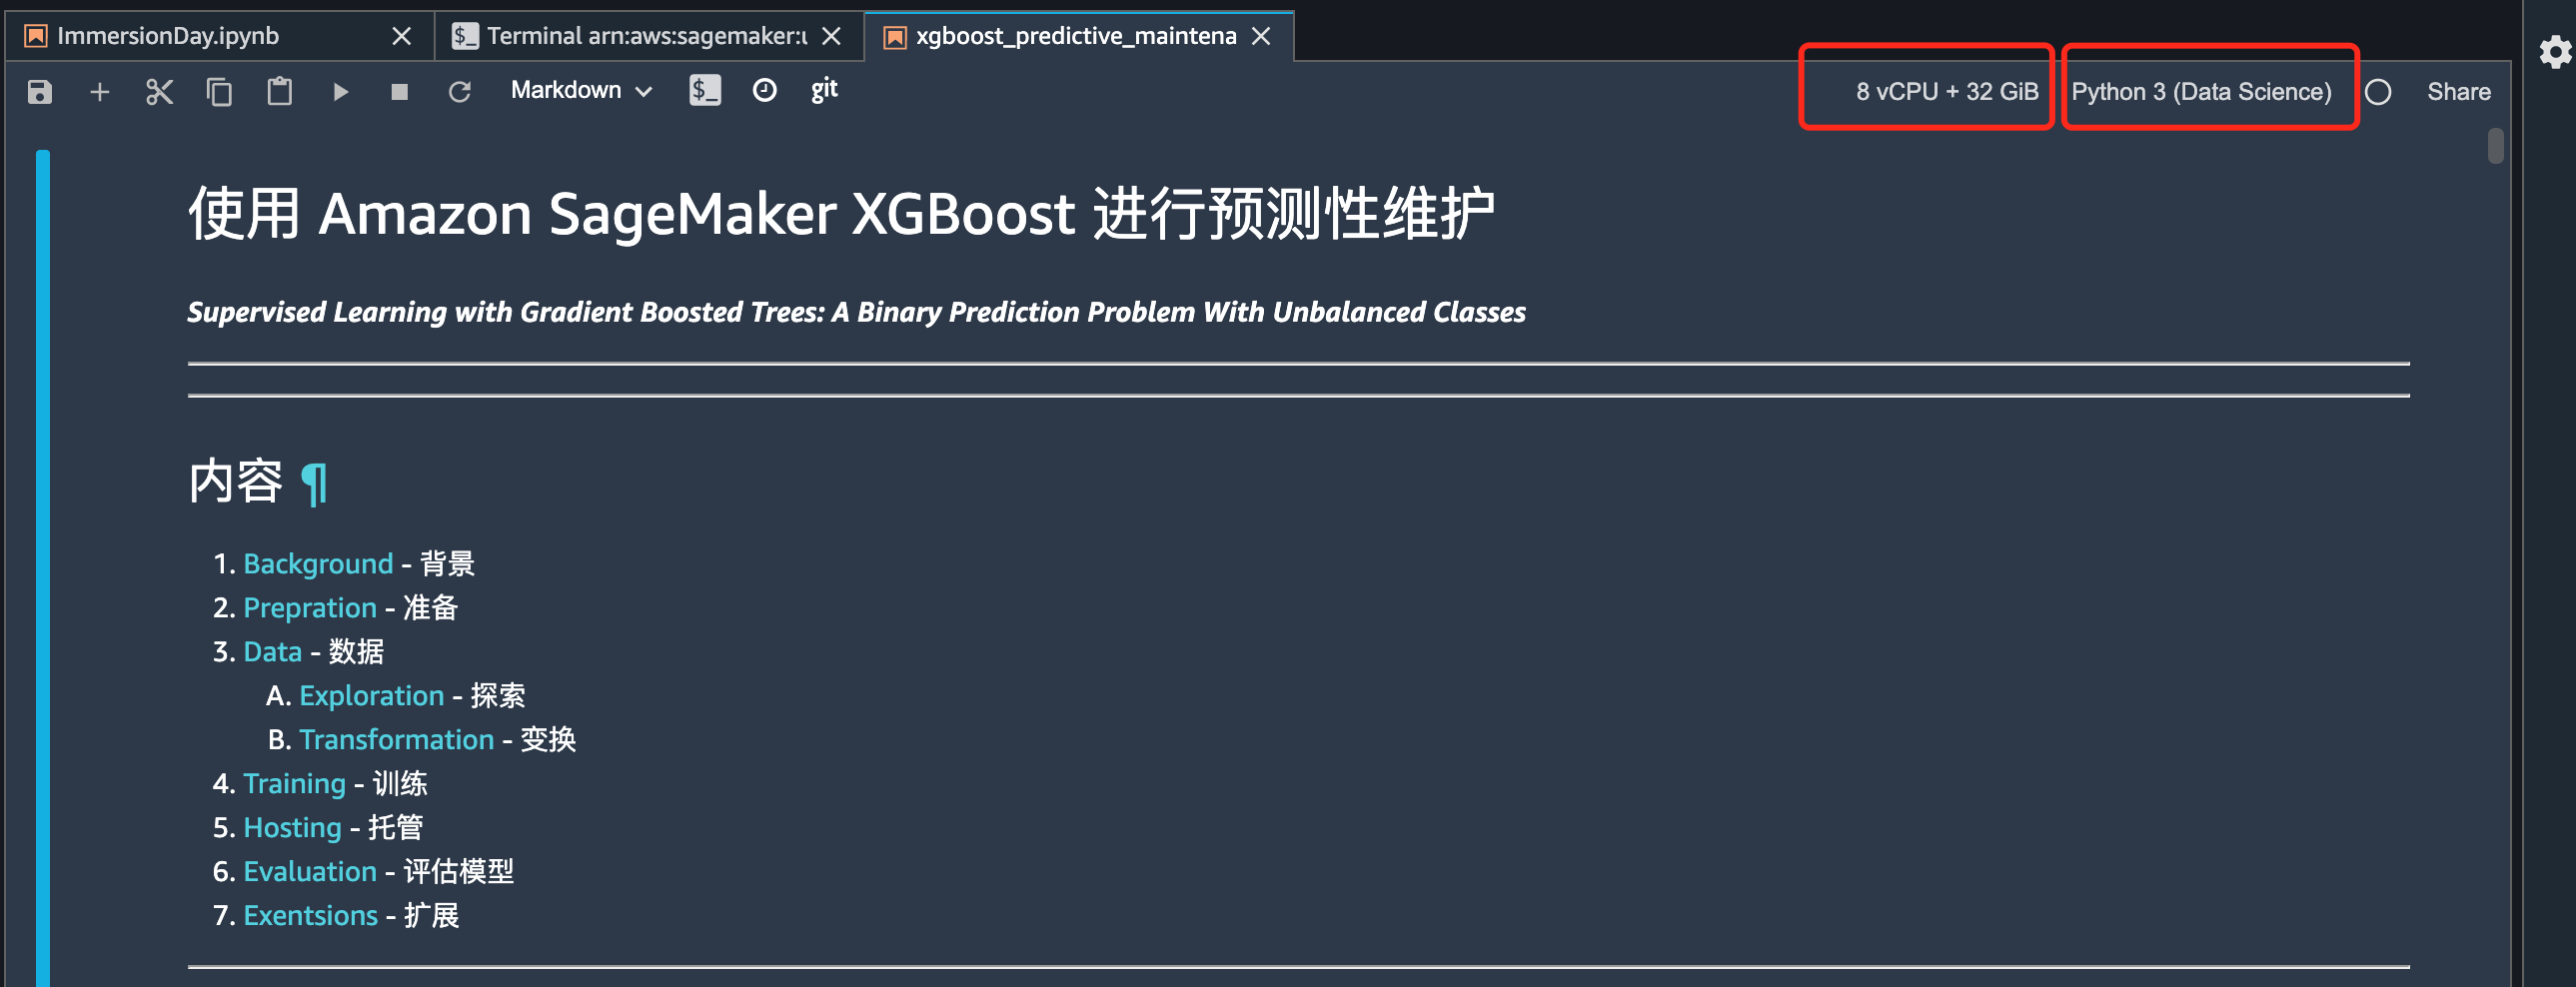 ImmersionDay.ipynb
$_ Terminal arn:aws:sagemaker:u
xgboost_predictive_maintena
Markdown
$_
git
8 vCPU + 32 GiB
Python 3 (Data Science)
Share
使用 Amazon SageMaker XGBoost 进行预测性维护
Supervised Learning with Gradient Boosted Trees: A Binary Prediction Problem With Unbalanced Classes
内容 ¶
1. Background - 背景
2. Prepration - 准备
3. Data - 数据
A. Exploration - 探索
B. Transformation - 变换
4. Training - 训练
5. Hosting - 托管
6. Evaluation - 评估模型
7. Exentsions - 扩展